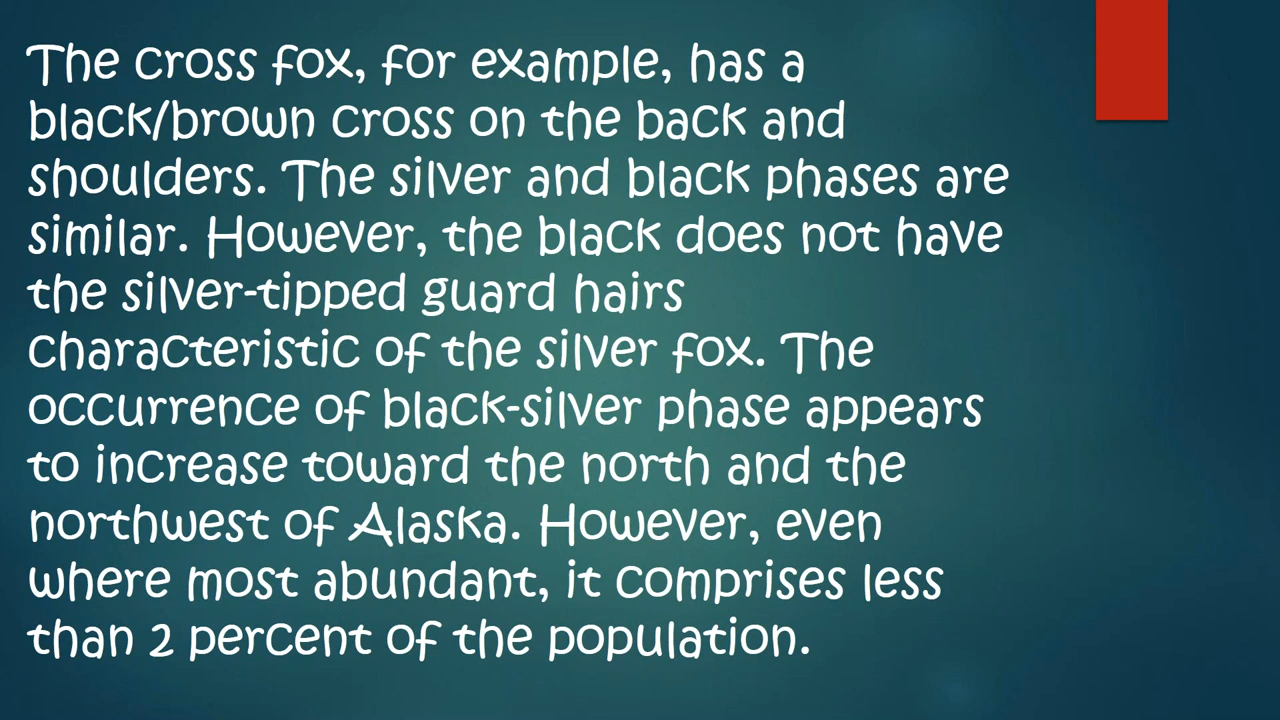 The cross fox, for example, has a
black/brown cross on the back and
shoulders. The silver and black phases are
similar. However, the black does not have
the silver-tipped guard hairs
characteristic of the silver fox. The
occurrence of black-silver phase appears
to increase toward the north and the
northwest of Alaska. However, even
where most abundant, it comprises less
than 2 percent of the population.